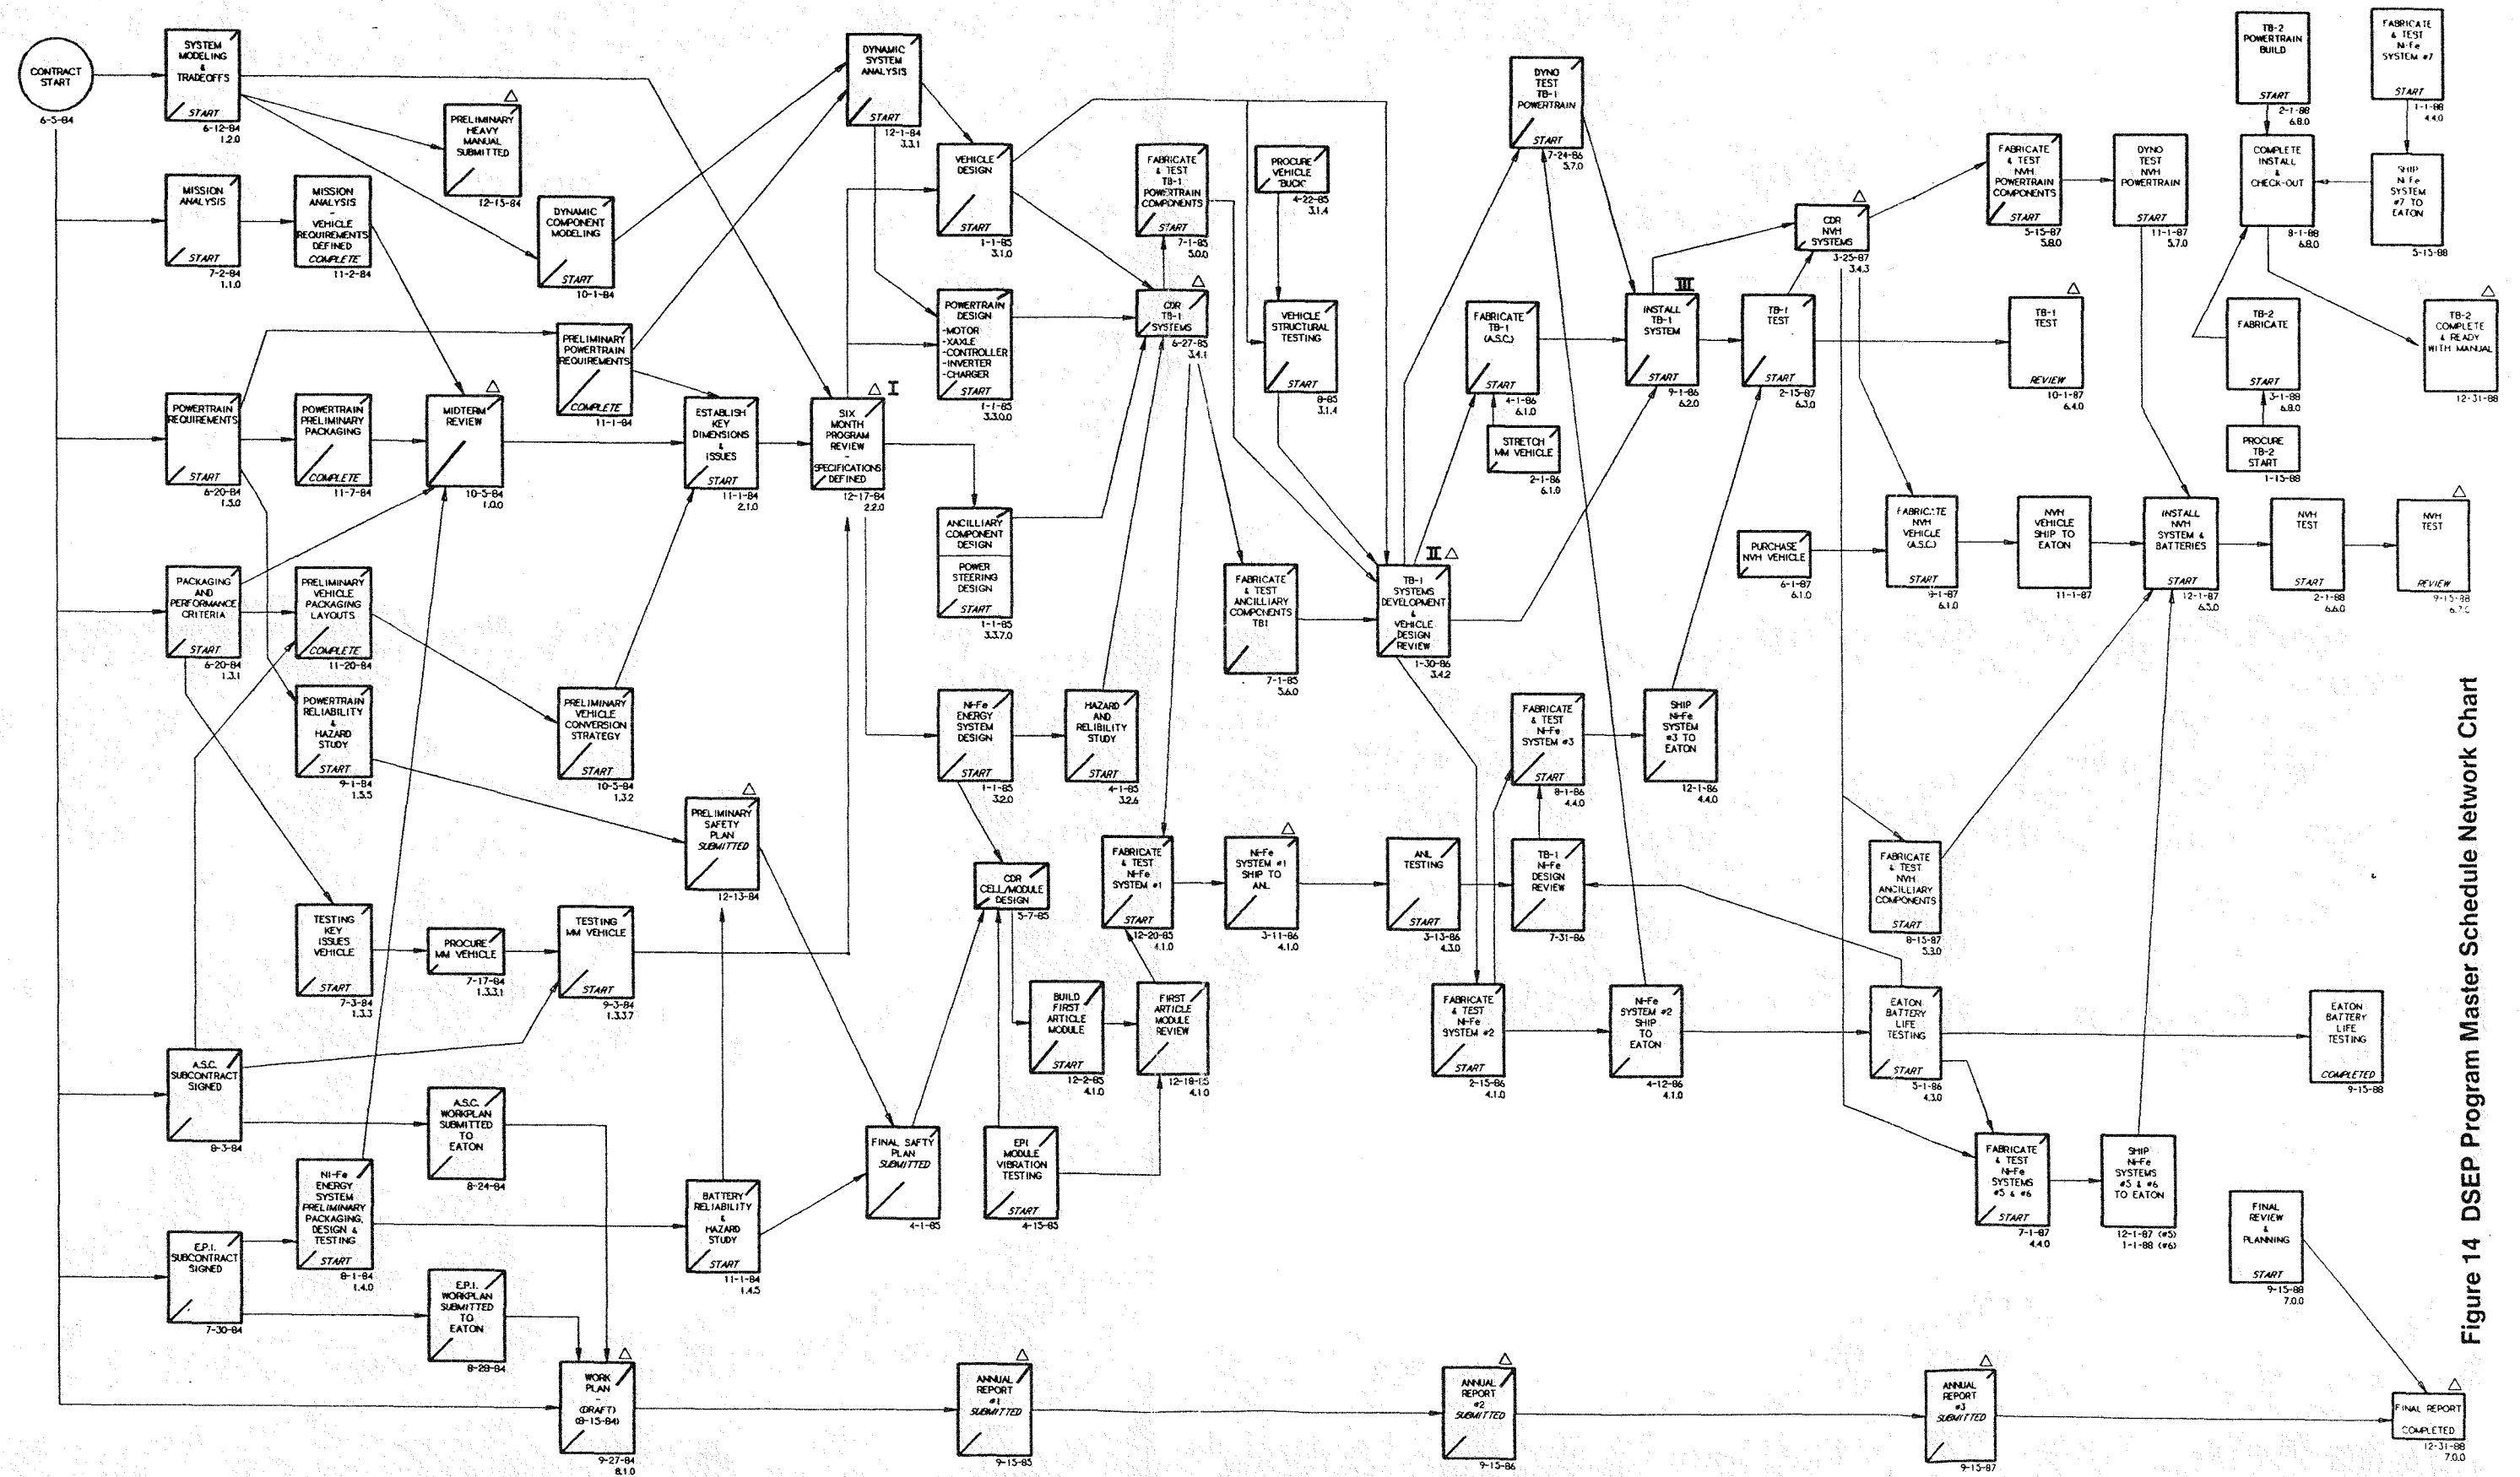 CONTRACT
START
6-5-84
SYSTEM
MODELING
&
TRADEOFFS
START
6-12-84
1.2.0
PRELIMINARY
HEAVY
MANUAL
SUBMITTED
12-15-84
MISSION
ANALYSIS
START
7-2-84
1.1.0
MISSION
ANALYSIS
-
VEHICLE
REQUIREMENTS
DEFINED
COMPLETE
11-2-84
DYNAMIC
COMPONENT
MODELING
START
10-1-84
PRELIMINARY
POWERTRAIN
REQUIREMENTS
COMPLETE
11-1-84
POWERTRAIN
REQUIREMENTS
START
6-20-84
1.5.0
POWERTRAIN
PRELIMINARY
PACKAGING
COMPLETE
11-7-84
MIDTERM
REVIEW
10-5-84
1.0.0
ESTABLISH
KEY
DIMENSIONS
&
ISSUES
START
11-1-84
2.1.0
I
SIX
MONTH
PROGRAM
REVIEW
-
SPECIFICATIONS
DEFINED
12-17-84
2.2.0
PACKAGING
AND
PERFORMANCE
CRITERIA
START
6-20-84
1.3.1
PRELIMINARY
VEHICLE
PACKAGING
LAYOUTS
COMPLETE
11-20-84
POWERTRAIN
RELIABILITY
&
HAZARD
STUDY
START
9-1-84
1.5.5
PRELIMINARY
VEHICLE
CONVERSION
STRATEGY
START
10-5-84
1.3.2
PRELIMINARY
SAFETY
PLAN
SUBMITTED
12-13-84
TESTING
KEY
ISSUES
VEHICLE
START
7-3-84
1.3.3
PROCURE
MM VEHICLE
7-17-84
1.3.3.1
TESTING
MM VEHICLE
START
9-3-84
1.3.3.7
A.S.C.
SUBCONTRACT
SIGNED
8-3-84
A.S.C.
WORKPLAN
SUBMITTED
TO
EATON
8-24-84
NI-Fe
ENERGY
SYSTEM
PRELIMINARY
PACKAGING,
DESIGN &
TESTING
START
8-1-84
1.4.0
E.P.I.
SUBCONTRACT
SIGNED
7-30-84
E.P.I.
WORKPLAN
SUBMITTED
TO
EATON
8-28-84
BATTERY
RELIABILITY
&
HAZARD
STUDY
START
11-1-84
1.4.5
WORK
PLAN
-
(DRAFT)
(8-15-84)
9-27-84
8.1.0
DYNAMIC
SYSTEM
ANALYSIS
START
12-1-84
3.3.1
VEHICLE
DESIGN
START
1-1-85
3.1.0
POWERTRAIN
DESIGN
-MOTOR
-XAXLE
-CONTROLLER
-INVERTER
-CHARGER
START
1-1-85
3.3.0.0
ANCILLIARY
COMPONENT
DESIGN
POWER
STEERING
DESIGN
START
1-1-85
3.3.7.0
NI-Fe
ENERGY
SYSTEM
DESIGN
START
1-1-85
3.2.0
HAZARD
AND
RELIBILITY
STUDY
START
4-1-85
3.2.6
CDR
CELL/MODULE
DESIGN
5-7-85
BUILD
FIRST
ARTICLE
MODULE
START
12-2-85
4.1.0
FIRST
ARTICLE
MODULE
REVIEW
12-18-85
4.1.0
FINAL SAFTY
PLAN
SUBMITTED
4-1-85
EPI
MODULE
VIBRATION
TESTING
START
4-15-85
ANNUAL
REPORT
#1
SUBMITTED
9-15-85
FABRICATE
& TEST
TB-1
POWERTRAIN
COMPONENTS
START
7-1-85
5.0.0
CDR
TB-1
SYSTEMS
6-27-85
3.4.1
PROCURE
VEHICLE
"BUCK"
4-22-85
3.1.4
VEHICLE
STRUCTURAL
TESTING
START
8-85
3.1.4
FABRICATE
& TEST
ANCILLIARY
COMPONENTS
TB1
7-1-85
5.6.0
FABRICATE
& TEST
Ni-Fe
SYSTEM #1
12-20-85
4.1.0
Ni-Fe
SYSTEM #1
SHIP TO
ANL
3-11-86
4.1.0
ANL
TESTING
START
3-13-86
4.3.0
TB-1
Ni-Fe
DESIGN
REVIEW
7-31-86
II
TB-1
SYSTEMS
DEVELOPMENT
&
VEHICLE
DESIGN
REVIEW
1-30-86
3.4.2
DYNO
TEST
TB-1
POWERTRAIN
START
7-24-86
5.7.0
FABRICATE
TB-1
(A.S.C.)
START
4-1-86
6.1.0
STRETCH
MM VEHICLE
2-1-86
6.1.0
III
INSTALL
TB-1
SYSTEM
START
9-1-86
6.2.0
TB-1
TEST
START
2-15-87
6.3.0
FABRICATE
& TEST
Ni-Fe
SYSTEM #3
START
8-1-86
4.4.0
SHIP
Ni-Fe
SYSTEM
#3 TO
EATON
12-1-86
4.4.0
FABRICATE
& TEST
Ni-Fe
SYSTEM #2
START
2-15-86
4.1.0
Ni-Fe
SYSTEM #2
SHIP
TO
EATON
4-12-86
4.1.0
ANNUAL
REPORT
#2
SUBMITTED
9-15-86
CDR
NVH
SYSTEMS
3-25-87
3.4.3
FABRICATE
& TEST
NVH
POWERTRAIN
COMPONENTS
START
5-15-87
5.8.0
DYNO
TEST
NVH
POWERTRAIN
START
11-1-87
5.7.0
TB-1
TEST
REVIEW
10-1-87
6.4.0
PURCHASE
NVH VEHICLE
6-1-87
6.1.0
FABRICATE
NVH
VEHICLE
(A.S.C.)
START
9-1-87
6.1.0
NVH
VEHICLE
SHIP TO
EATON
11-1-87
INSTALL
NVH
SYSTEM &
BATTERIES
START
12-1-87
6.5.0
NVH
TEST
START
2-1-88
6.6.0
NVH
TEST
REVIEW
9-15-88
FABRICATE
& TEST
NVH
ANCILLIARY
COMPONENTS
START
8-15-87
5.3.0
EATON
BATTERY
LIFE
TESTING
START
5-1-86
4.3.0
EATON
BATTERY
LIFE
TESTING
COMPLETED
9-15-88
FABRICATE
& TEST
Ni-Fe
SYSTEMS
#5 & #6
START
7-1-87
4.4.0
SHIP
Ni-Fe
SYSTEMS
#5 & #6
TO EATON
12-1-87 (#5)
1-1-88 (#6)
ANNUAL
REPORT
#3
SUBMITTED
9-15-87
TB-2
POWERTRAIN
BUILD
START
2-1-88
6.8.0
FABRICATE
& TEST
Ni-Fe
SYSTEM #7
START
1-1-88
4.4.0
COMPLETE
INSTALL
&
CHECK-OUT
8-1-88
6.8.0
SHIP
Ni-Fe
SYSTEM
#7 TO
EATON
5-15-88
TB-2
FABRICATE
START
3-1-88
6.8.0
PROCURE
TB-2
START
1-15-88
TB-2
COMPLETE
& READY
WITH MANUAL
12-31-88
FINAL
REVIEW
&
PLANNING
START
9-15-88
7.0.0
FINAL REPORT
COMPLETED
12-31-88
7.0.0
Figure 14 DSEP Program Master Schedule Network Chart